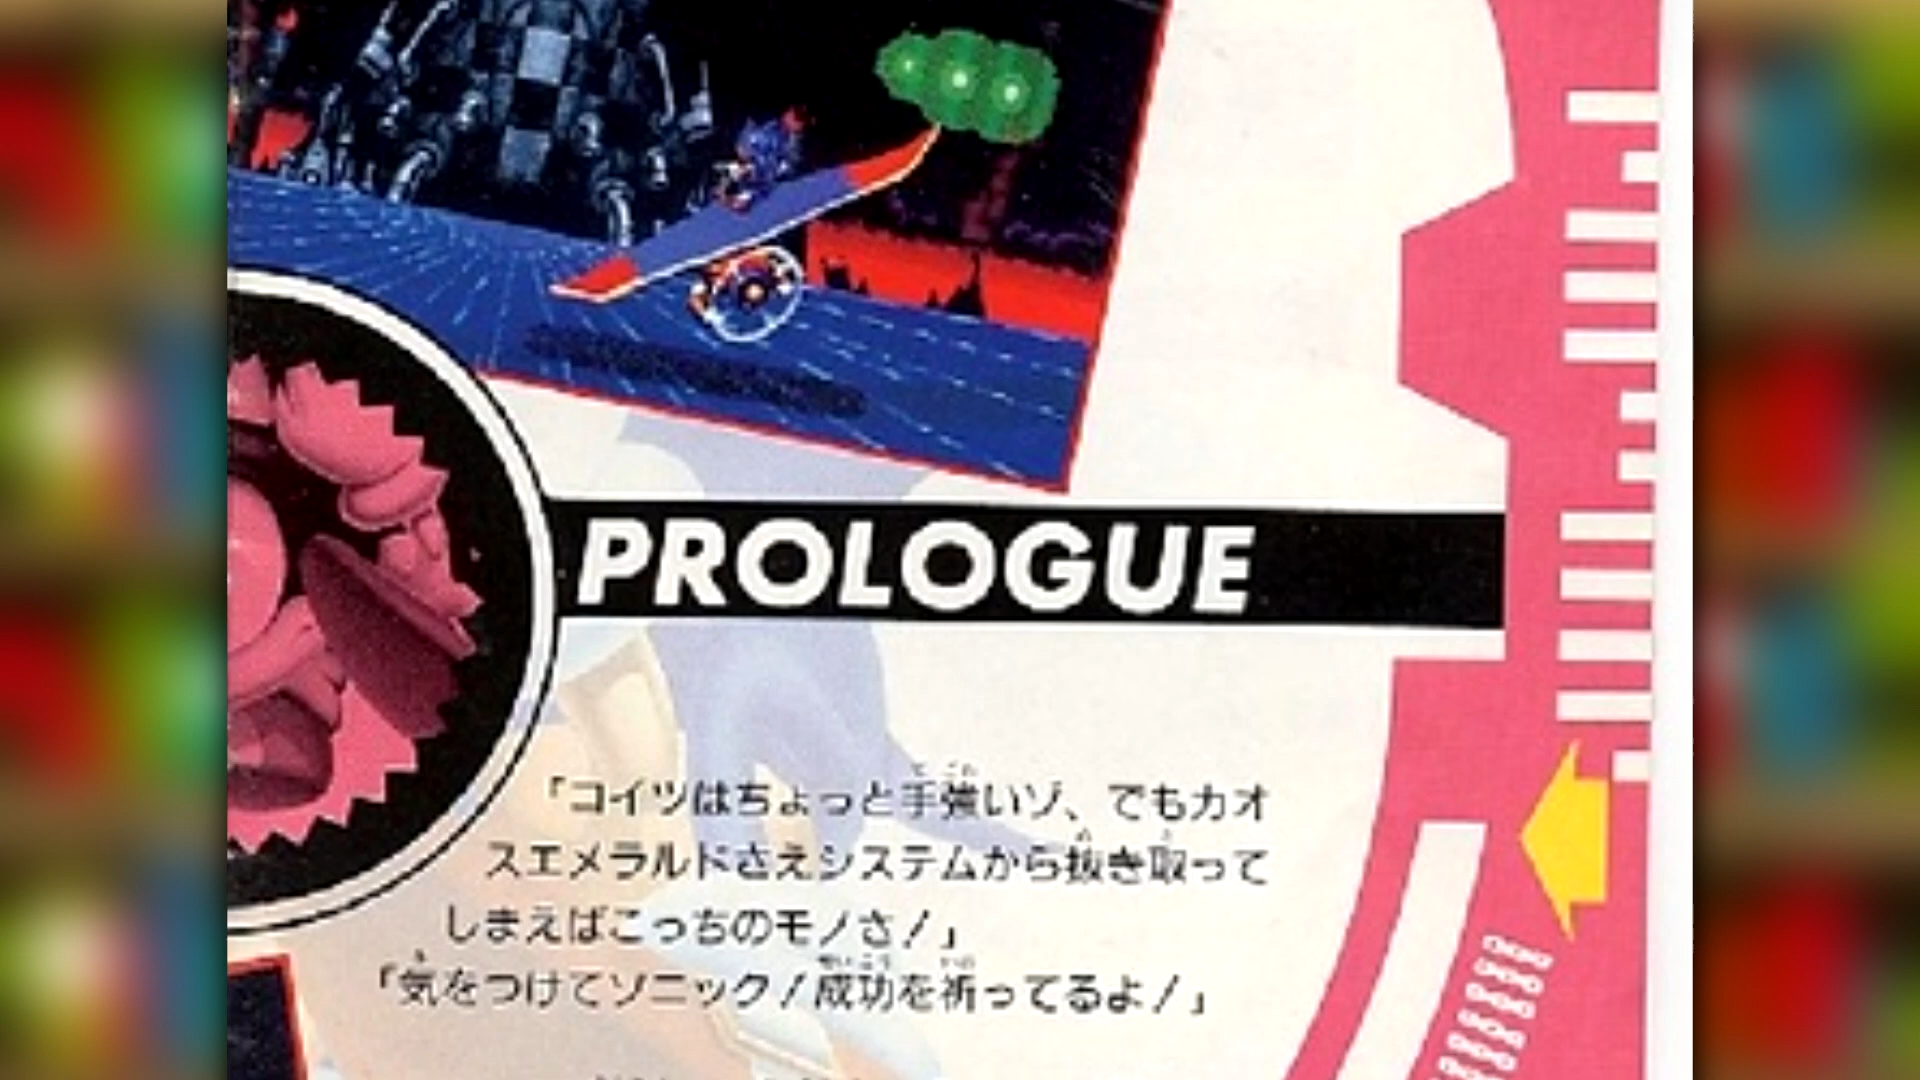 PROLOGUE
「コイツはちょっと手強いゾ、でもカオ
スエメラルドさえシステムから抜き取って
しまえばこっちのモノさ！」
「気をつけてソニック！成功を祈ってるよ！」